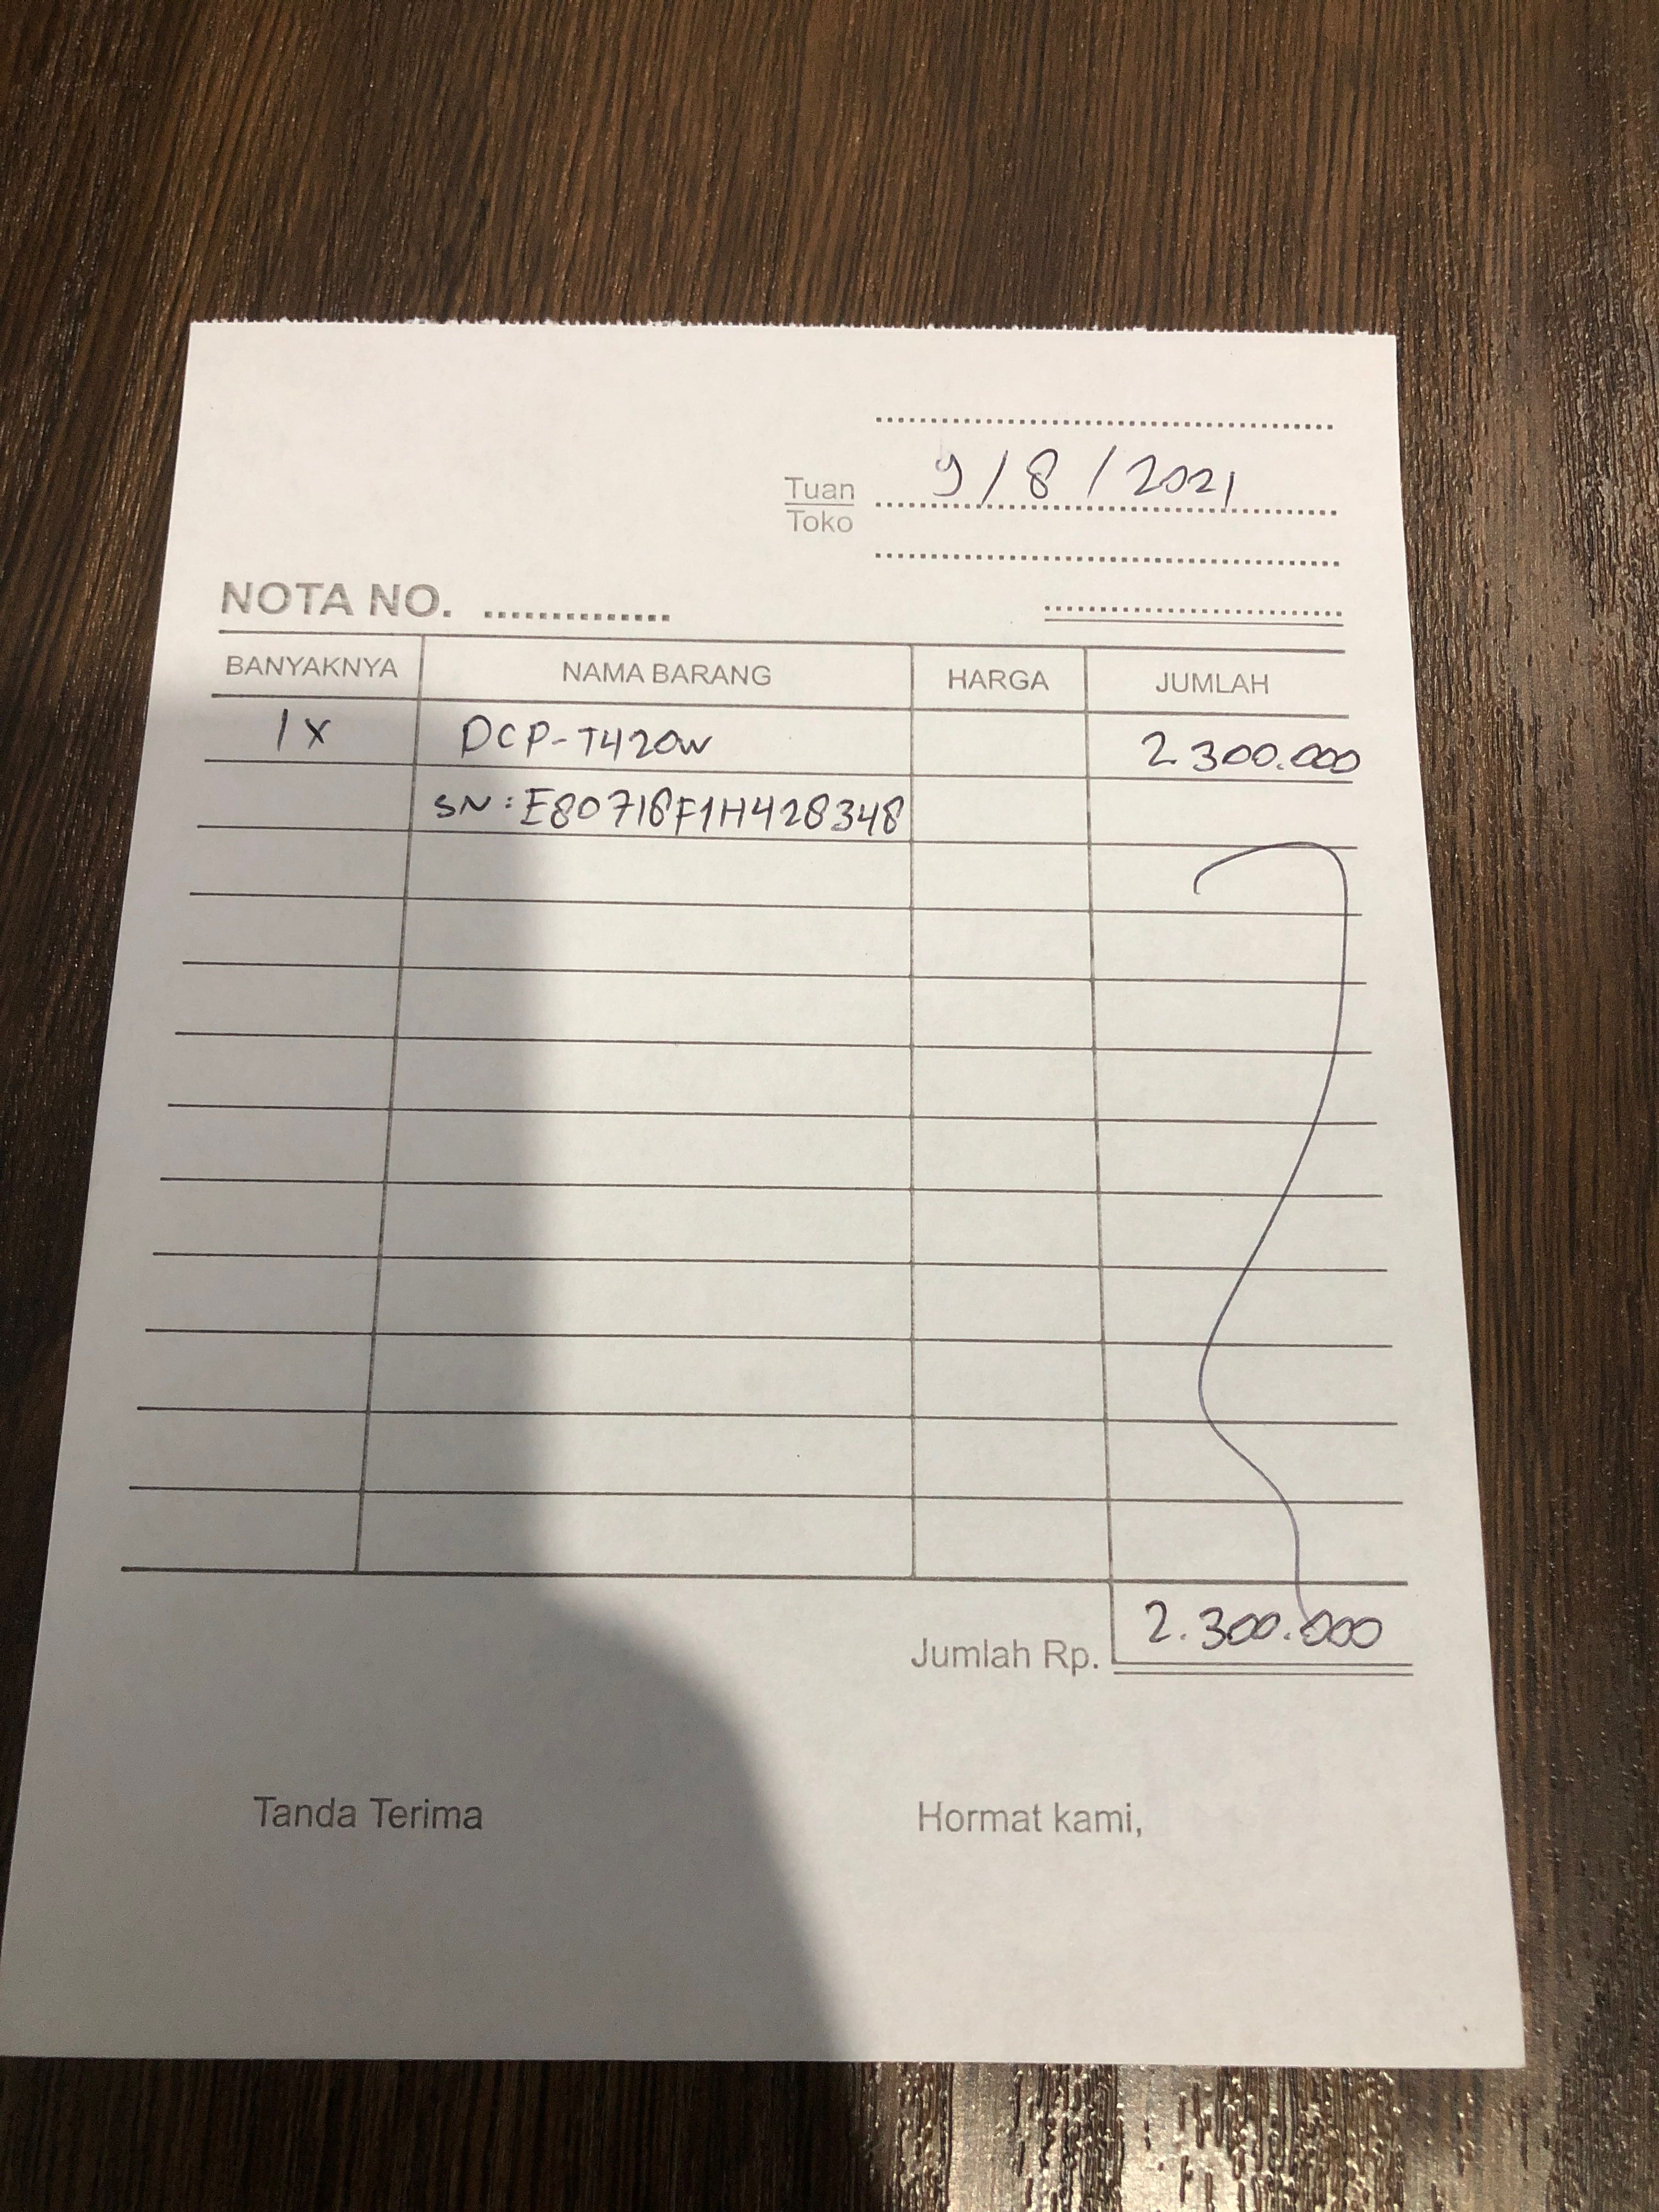 9/8/2021
Tuan
Toko
NOTA NO.
BANYAKNYA NAMA BARANG HARGA JUMLAH
1X DCP-T420W 2.300.000
SN: E80718F1H428348
Jumlah Rp. 2.300.000
Tanda Terima Hormat kami,